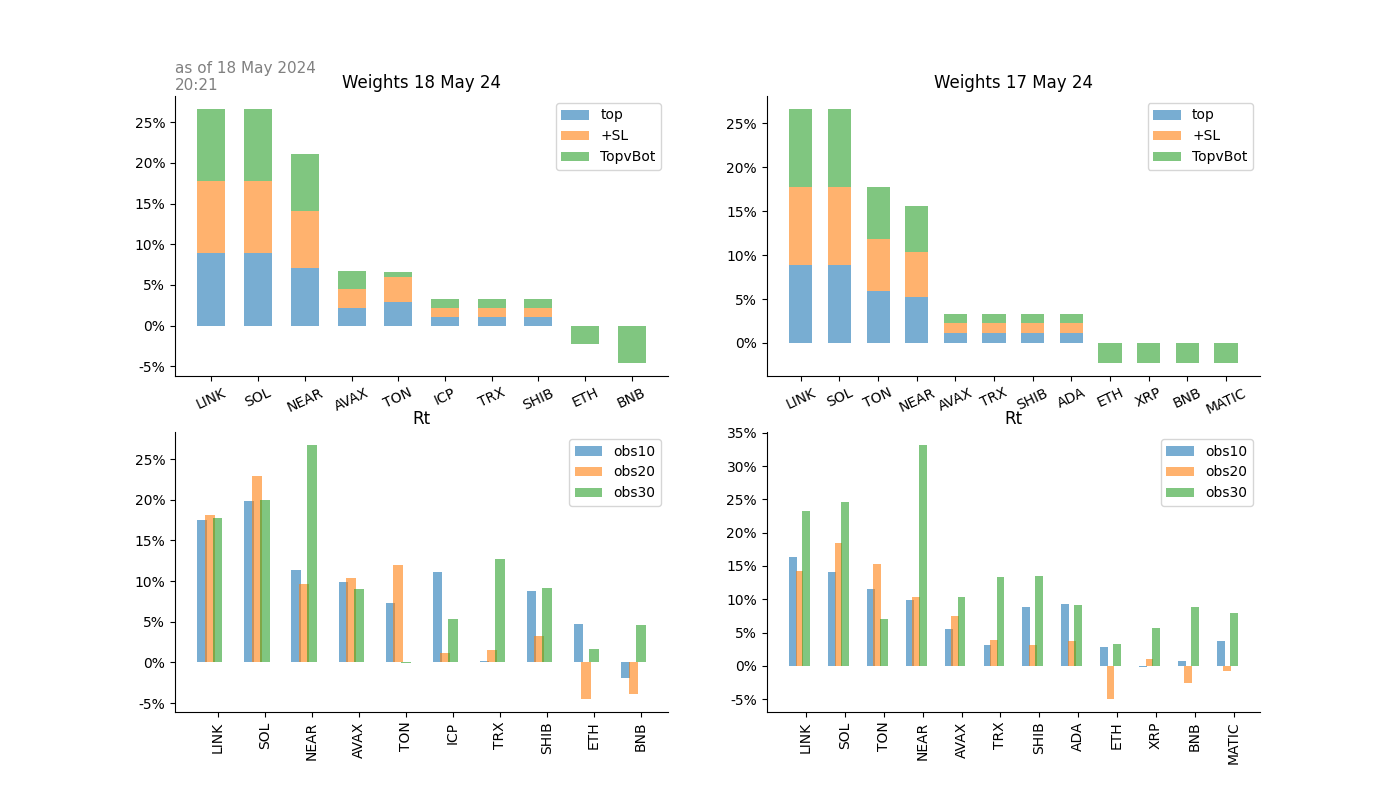 as of 18 May 2024
20:21
Weights 18 May 24
25%
20%
15%
10%
5%
0%
-5%
top
+SL
TopvBot
LINK SOL NEAR AVAX TON ICP TRX SHIB ETH BNB
Weights 17 May 24
25%
20%
15%
10%
5%
0%
top
+SL
TopvBot
LINK SOL TON NEAR AVAX TRX SHIB ADA ETH XRP BNB MATIC
Rt
25%
20%
15%
10%
5%
0%
-5%
obs10
obs20
obs30
LINK SOL NEAR AVAX TON ICP TRX SHIB ETH BNB
Rt
35%
30%
25%
20%
15%
10%
5%
0%
-5%
obs10
obs20
obs30
LINK SOL TON NEAR AVAX TRX SHIB ADA ETH XRP BNB MATIC